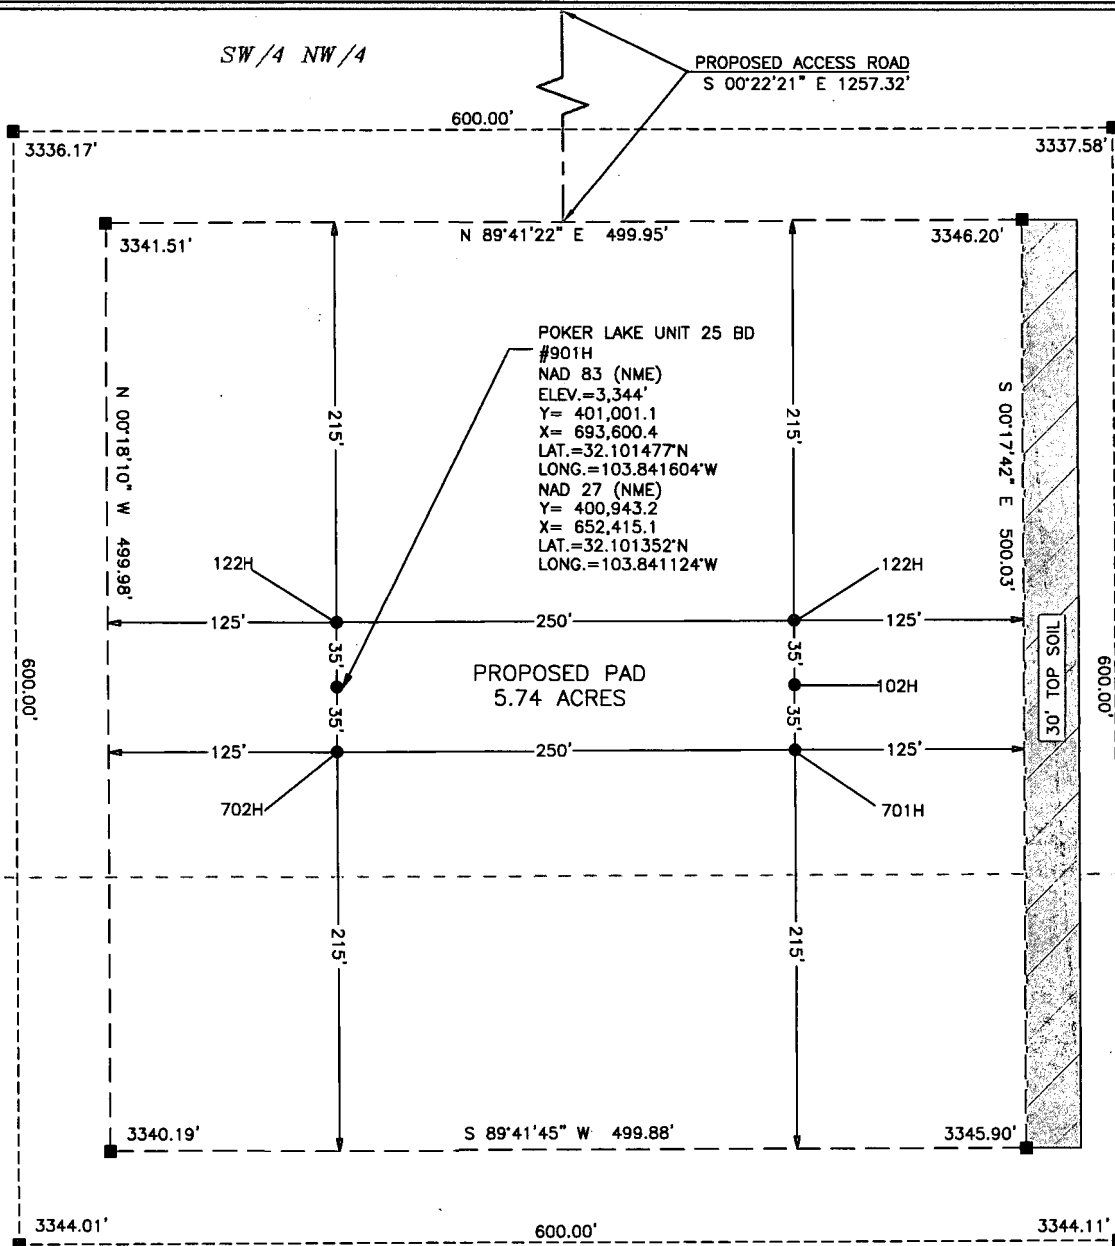 SW/4 NW/4
PROPOSED ACCESS ROAD
S 00°22'21" E 1257.32'
600.00'
3336.17'
3337.58'
3341.51'
N 89°41'22" E 499.95'
3346.20'
POKER LAKE UNIT 25 BD
#901H
NAD 83 (NME)
ELEV.=3,344'
Y= 401,001.1
X= 693,600.4
LAT.=32.101477°N
LONG.=103.841604°W
NAD 27 (NME)
Y= 400,943.2
X= 652,415.1
LAT.=32.101352°N
LONG.=103.841124°W
N 00°18'10" W 499.98'
215'
215'
S 00°17'42" E 500.03'
122H
122H
125'
250'
125'
35'
35'
PROPOSED PAD
5.74 ACRES
102H
35'
35'
30' TOP SOIL
600.00'
600.00'
125'
250'
125'
702H
701H
215'
215'
3340.19'
S 89°41'45" W 499.88'
3345.90'
3344.01'
600.00'
3344.11'